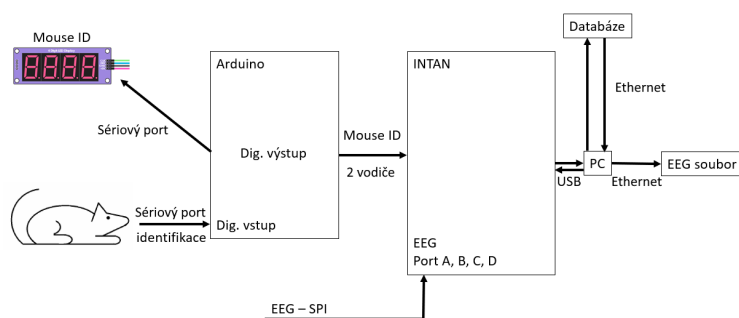 Mouse ID
8888
Sériový port
Arduino
Dig. výstup
Dig. vstup
Sériový port
identifikace
Mouse ID
2 vodiče
INTAN
EEG
Port A, B, C, D
EEG – SPI
Databáze
Ethernet
PC
USB
Ethernet
EEG soubor